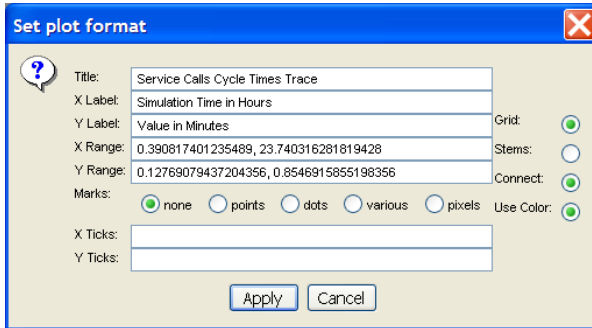 Set plot format
Title: Service Calls Cycle Times Trace
X Label: Simulation Time in Hours
Y Label: Value in Minutes
Grid:
X Range: 0.390817401235489, 23.740316281819428
Stems:
Y Range: 0.12769079437204356, 0.8546915855198356
Connect:
Marks: none points dots various pixels Use Color:
X Ticks:
Y Ticks:
Apply Cancel